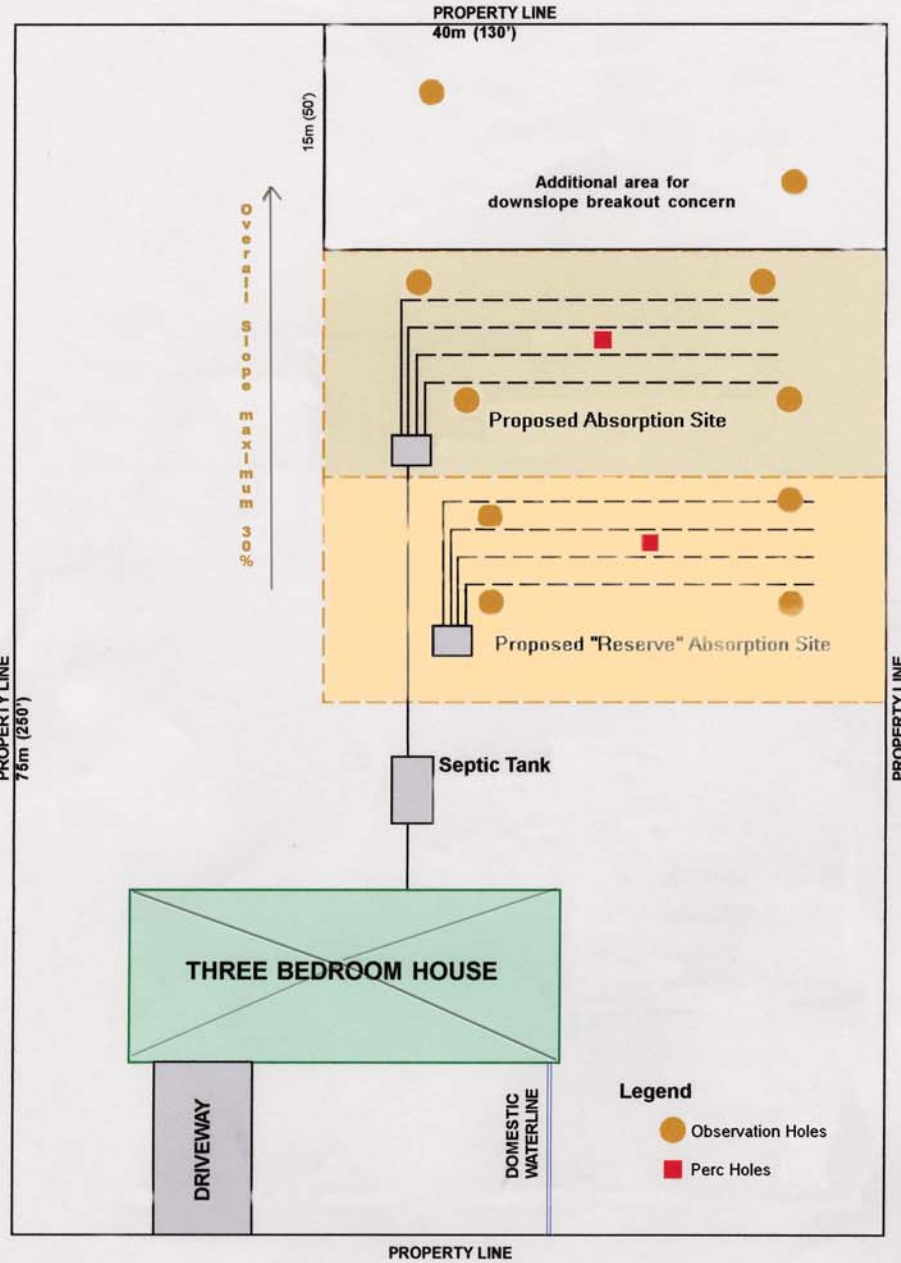 PROPERTY LINE
40m (130')
15m (50')
Additional area for
downslope breakout concern
Overall Slope maximum 30%
Proposed Absorption Site
Proposed "Reserve" Absorption Site
PROPERTY LINE
75m (250')
PROPERTY LINE
Septic Tank
THREE BEDROOM HOUSE
DRIVEWAY
DOMESTIC
WATERLINE
Legend
Observation Holes
Perc Holes
PROPERTY LINE